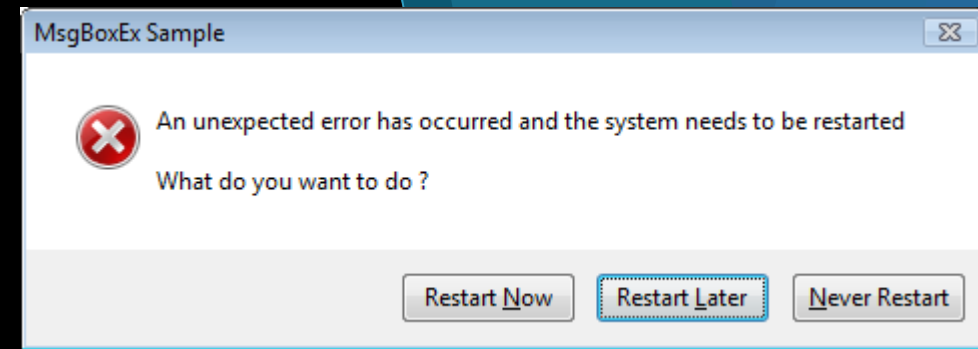 MsgBoxEx Sample
An unexpected error has occurred and the system needs to be restarted
What do you want to do ?
Restart Now Restart Later Never Restart